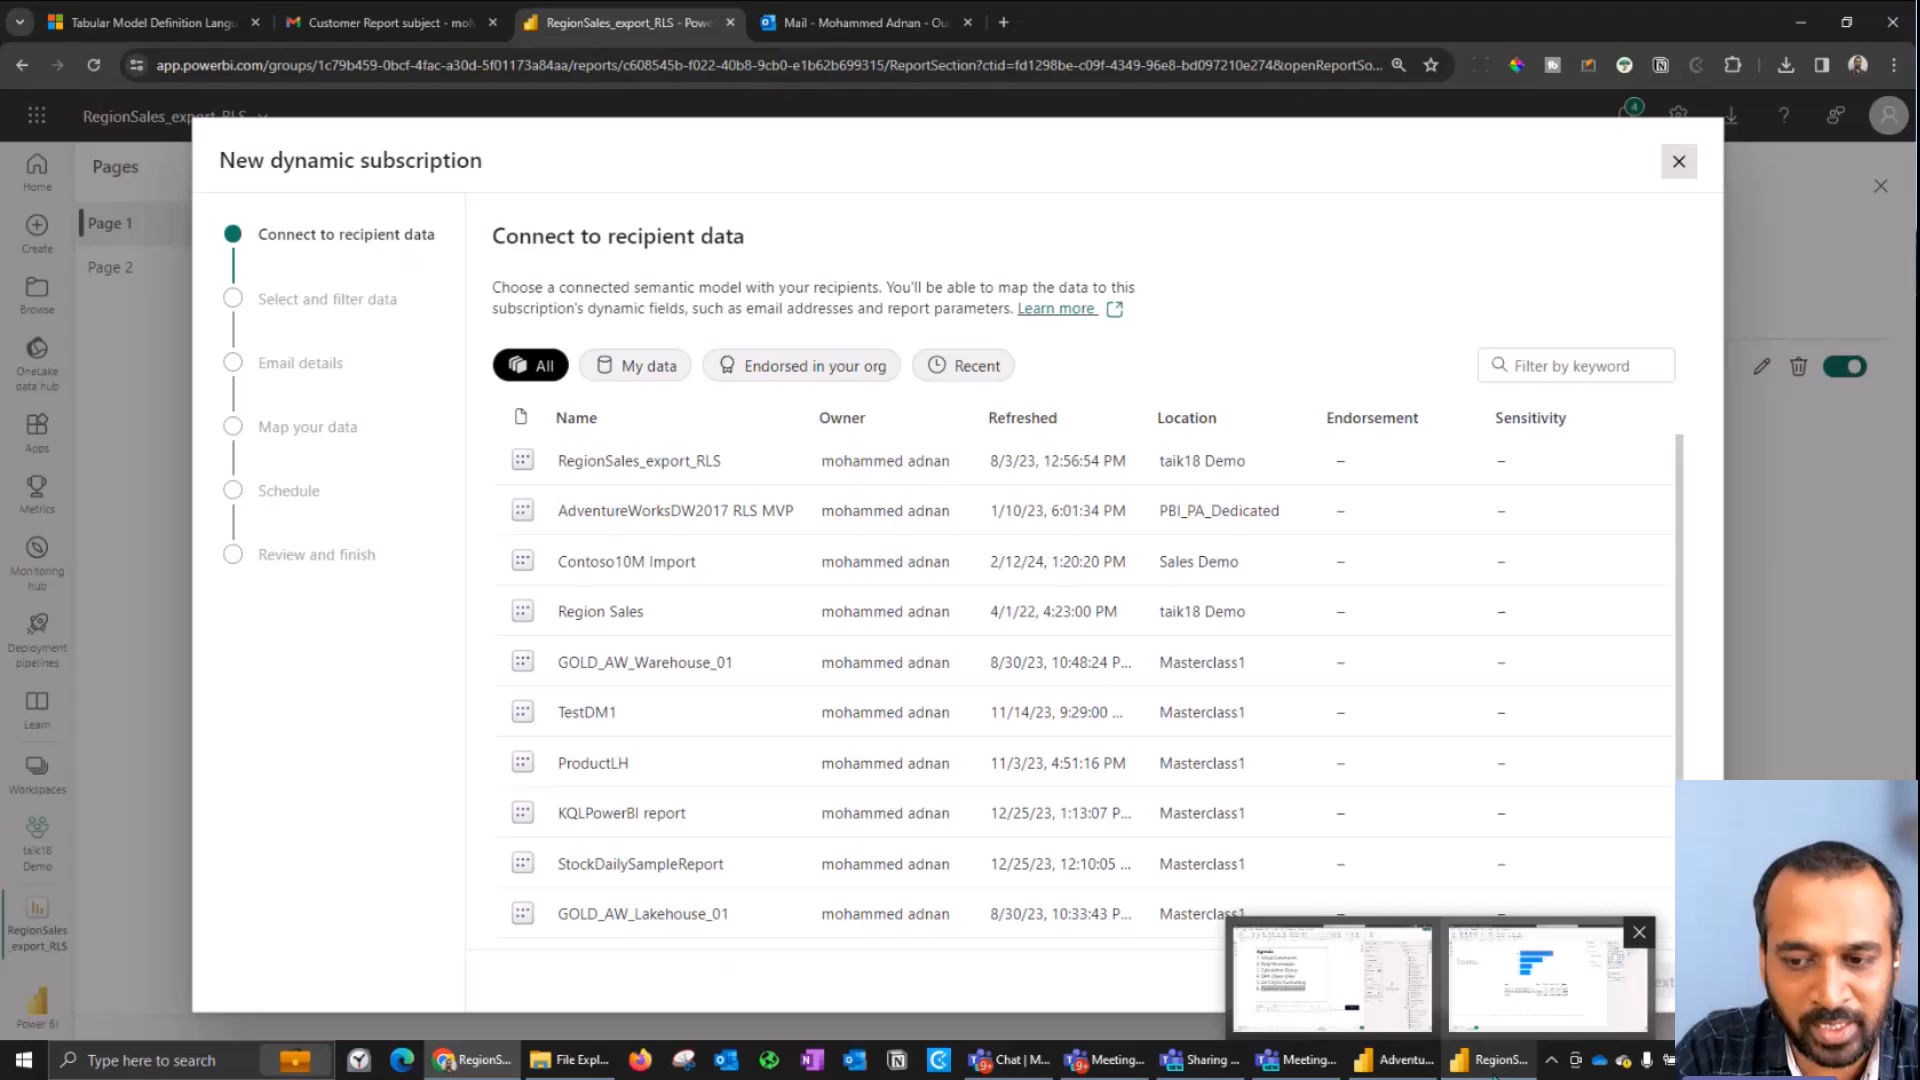 Tabular Model Definition Langu
Customer Report subject - moh
RegionSales_export_RLS - Powe
Mail - Mohammed Adnan - Ou
app.powerbi.com/groups/1c79b459-0bcf-4fac-a30d-5f01173a84aa/reports/c608545b-f022-40b8-9cb0-e1b62b699315/ReportSection?ctid=fd1298be-c09f-4349-96e8-bd097210e274&openReportSo...
RegionSales_export_RLS
4
New dynamic subscription
Home
Create
Browse
OneLake
data hub
Apps
Metrics
Monitoring
hub
Deployment
pipelines
Learn
Workspaces
taik18
Demo
RegionSales
_export_RLS
Power BI
Pages
Page 1
Page 2
Connect to recipient data
Select and filter data
Email details
Map your data
Schedule
Review and finish
Connect to recipient data
Choose a connected semantic model with your recipients. You'll be able to map the data to this
subscription's dynamic fields, such as email addresses and report parameters. Learn more
All My data Endorsed in your org Recent Filter by keyword
Name Owner Refreshed Location Endorsement Sensitivity
RegionSales_export_RLS mohammed adnan 8/3/23, 12:56:54 PM taik18 Demo – –
AdventureWorksDW2017 RLS MVP mohammed adnan 1/10/23, 6:01:34 PM PBI_PA_Dedicated – –
Contoso10M Import mohammed adnan 2/12/24, 1:20:20 PM Sales Demo – –
Region Sales mohammed adnan 4/1/22, 4:23:00 PM taik18 Demo – –
GOLD_AW_Warehouse_01 mohammed adnan 8/30/23, 10:48:24 P... Masterclass1 – –
TestDM1 mohammed adnan 11/14/23, 9:29:00 ... Masterclass1 – –
ProductLH mohammed adnan 11/3/23, 4:51:16 PM Masterclass1 – –
KQLPowerBI report mohammed adnan 12/25/23, 1:13:07 P... Masterclass1 – –
StockDailySampleReport mohammed adnan 12/25/23, 12:10:05 ... Masterclass1 – –
GOLD_AW_Lakehouse_01 mohammed adnan 8/30/23, 10:33:43 P... Masterclass1 – –
Type here to search
RegionS...
File Expl...
Chat | M...
Meeting...
Sharing ...
Meeting...
Adventu...
RegionS...